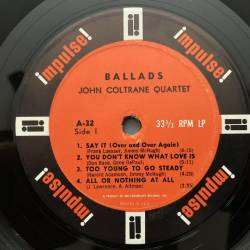 BALLADS
JOHN COLTRANE QUARTET
A-32
Side 1
33⅓ RPM LP
1. SAY IT (Over and Over Again)
(Frank Loesser, Jimmy McHugh)
2. YOU DON'T KNOW WHAT LOVE IS
(Don Raye, Gene DePaul)
3. TOO YOUNG TO GO STEADY
(Harold Adamson, Jimmy McHugh)
4. ALL OR NOTHING AT ALL
(J. Lawrence, A. Altman)
impulse!
impulse!
impulse!
impulse!